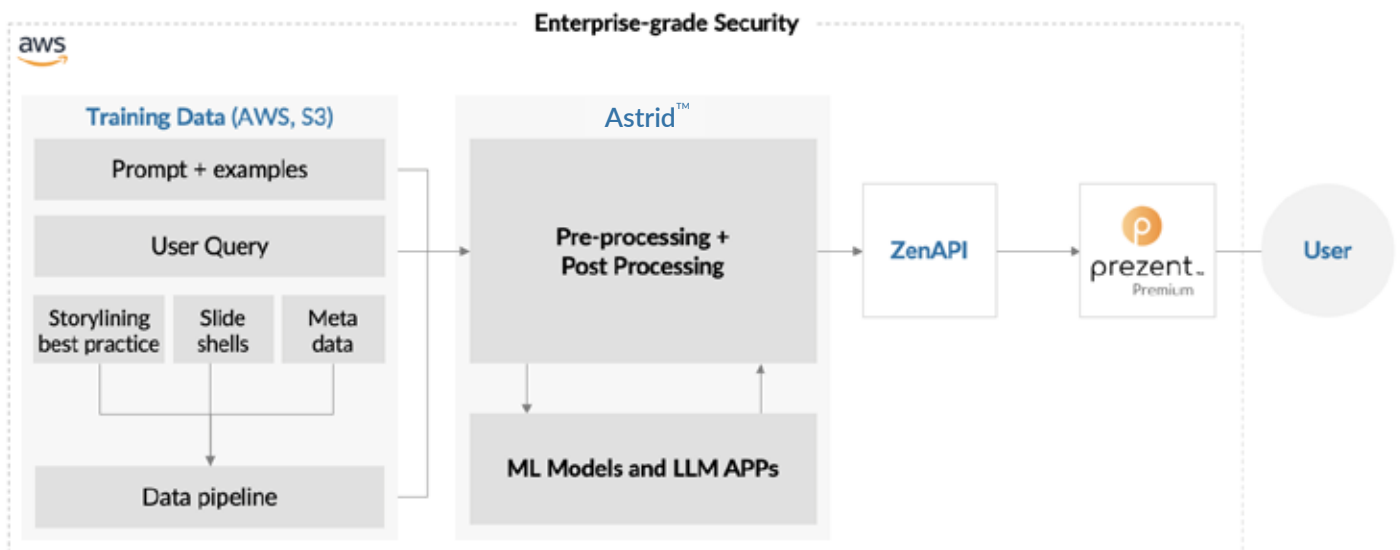 Enterprise-grade Security
aws
Training Data (AWS, S3)
Prompt + examples
User Query
Storylining
best practice
Slide
shells
Meta
data
Data pipeline
Astrid™
Pre-processing +
Post Processing
ML Models and LLM APPs
ZenAPI
prezent™
Premium
User